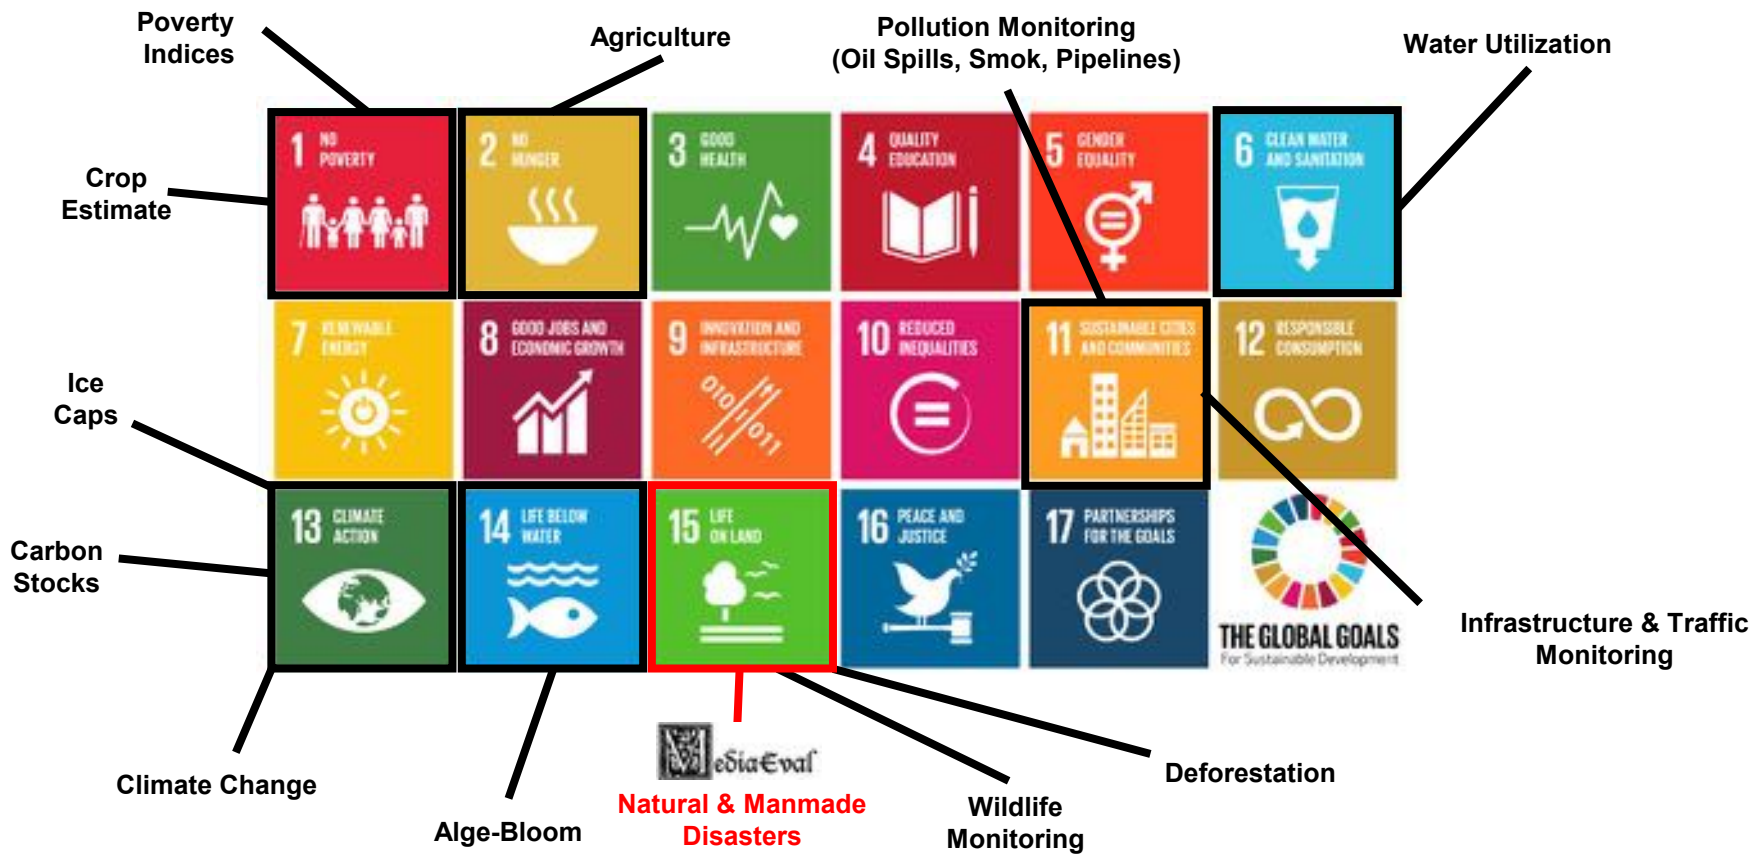 Poverty
Indices
Agriculture
Pollution Monitoring
(Oil Spills, Smok, Pipelines)
Water Utilization
Crop
Estimate
1 NO
POVERTY
2 NO
HUNGER
3 GOOD
HEALTH
4 QUALITY
EDUCATION
5 GENDER
EQUALITY
6 CLEAN WATER
AND SANITATION
7 RENEWABLE
ENERGY
8 GOOD JOBS AND
ECONOMIC GROWTH
9 INNOVATION AND
INFRASTRUCTURE
010
011
10 REDUCED
INEQUALITIES
11 SUSTAINABLE CITIES
AND COMMUNITIES
12 RESPONSIBLE
CONSUMPTION
Ice
Caps
Carbon
Stocks
13 CLIMATE
ACTION
14 LIFE BELOW
WATER
15 LIFE
ON LAND
16 PEACE AND
JUSTICE
17 PARTNERSHIPS
FOR THE GOALS
THE GLOBAL GOALS
For Sustainable Development
Infrastructure & Traffic
Monitoring
Climate Change
Alge-Bloom
MediaEval
Natural & Manmade
Disasters
Wildlife
Monitoring
Deforestation